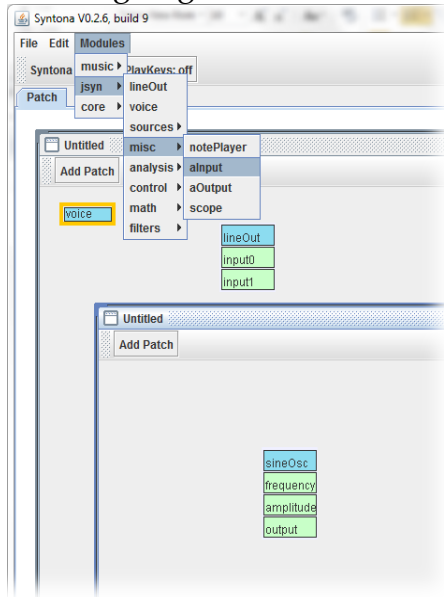 Syntona V0.2.6, build 9
File Edit Modules
Syntona music PlayKeys: off
Patch jsyn lineOut
core voice
sources
Untitled misc notePlayer
Add Patch analysis aInput
control aOutput
voice math scope
filters
lineOut
input0
input1
Untitled
Add Patch
sineOsc
frequency
amplitude
output